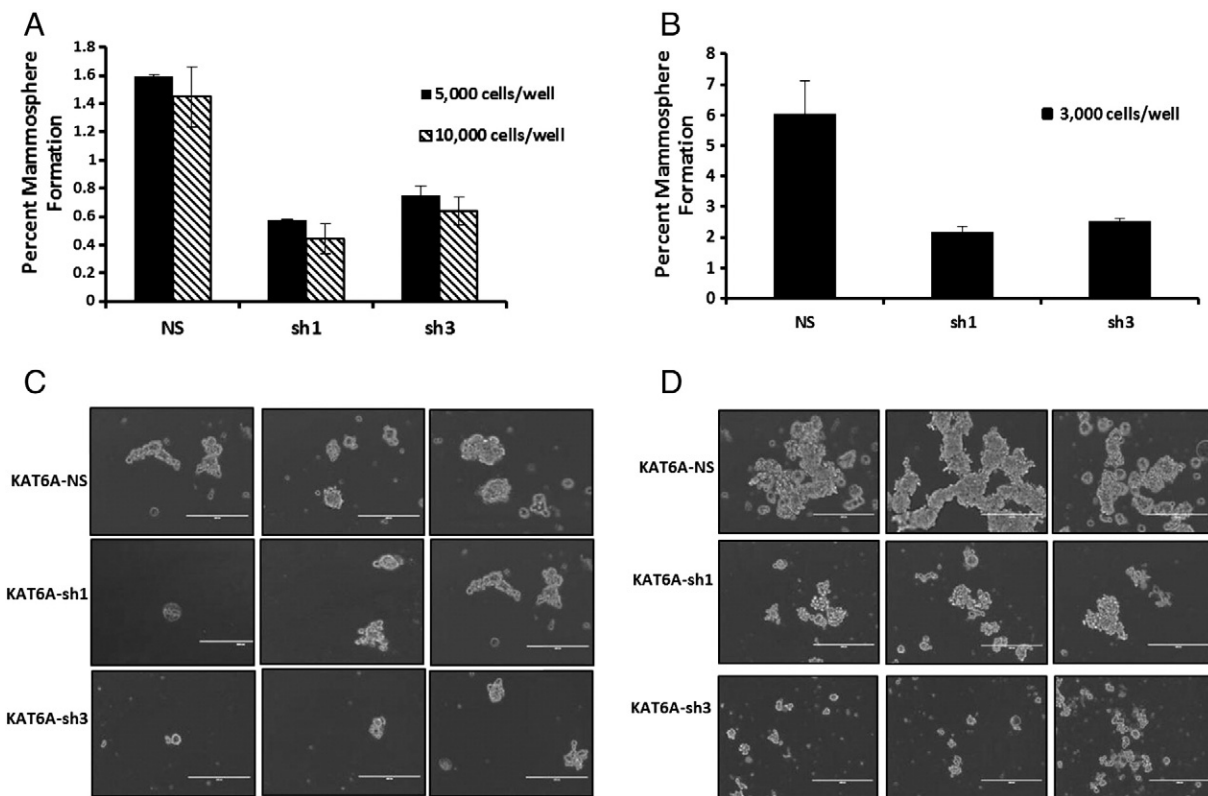 A
Percent Mammosphere
Formation
1.8
1.6
1.4
1.2
1
0.8
0.6
0.4
0.2
0
NS
sh1
sh3
5,000 cells/well
10,000 cells/well
B
Percent Mammosphere
Formation
8
7
6
5
4
3
2
1
0
NS
sh1
sh3
3,000 cells/well
C
KAT6A-NS
KAT6A-sh1
KAT6A-sh3
D
KAT6A-NS
KAT6A-sh1
KAT6A-sh3